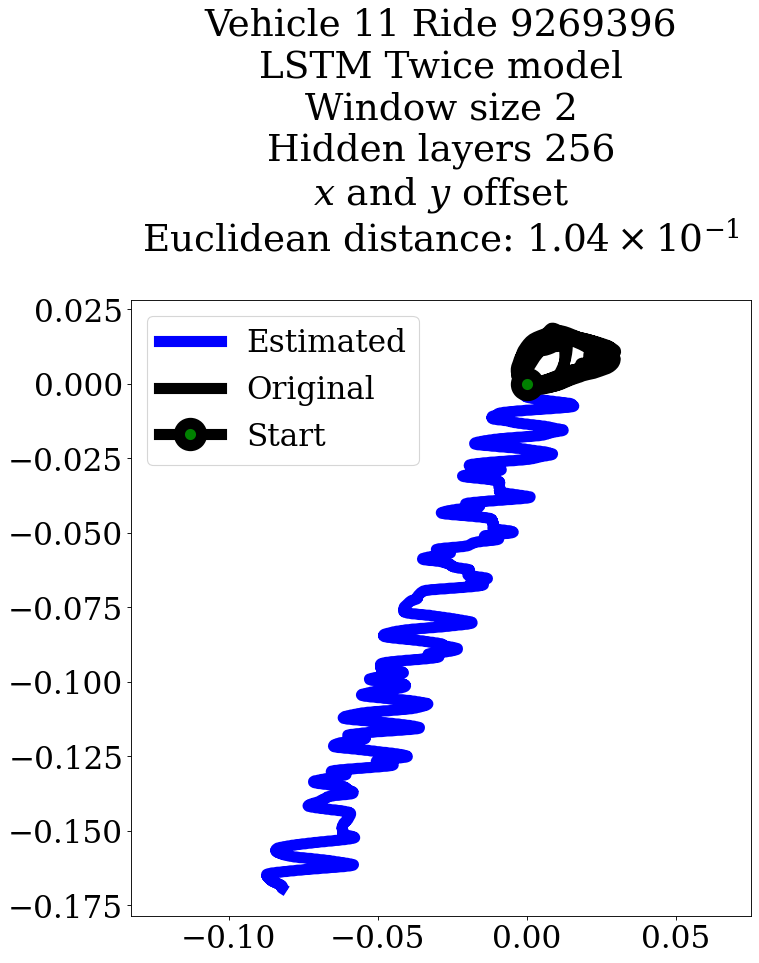 Vehicle 11 Ride 9269396
LSTM Twice model
Window size 2
Hidden layers 256
x and y offset
Euclidean distance: 1.04 × 10⁻¹
Estimated
Original
Start
0.025
0.000
−0.025
−0.050
−0.075
−0.100
−0.125
−0.150
−0.175
−0.10 −0.05 0.00 0.05